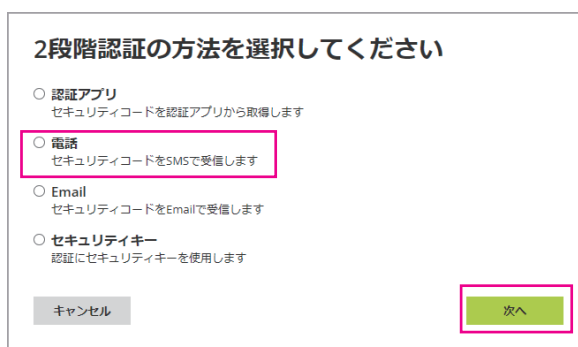 2段階認証の方法を選択してください
認証アプリ
セキュリティコードを認証アプリから取得します
電話
セキュリティコードをSMSで受信します
Email
セキュリティコードをEmailで受信します
セキュリティキー
認証にセキュリティキーを使用します
キャンセル
次へ